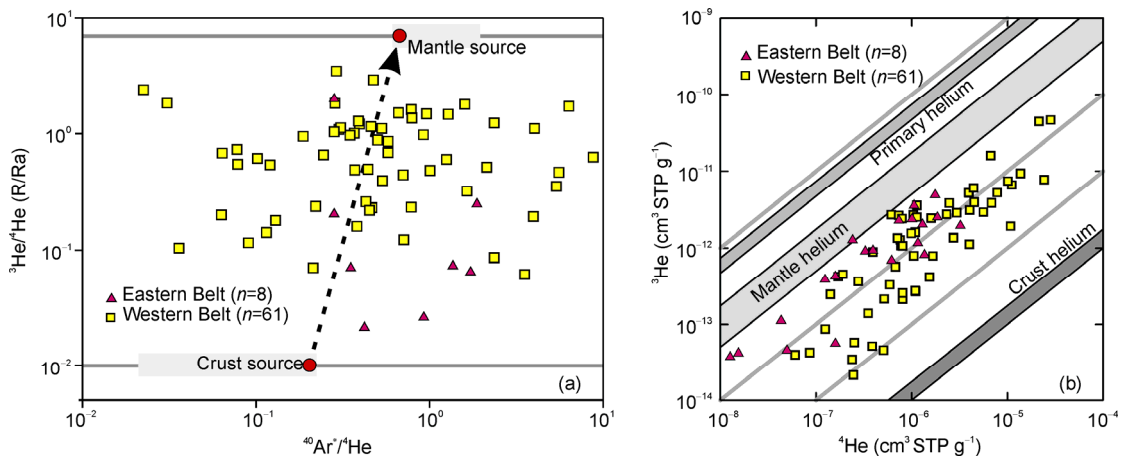 10¹
10⁰
10⁻¹
10⁻²
³He/⁴He (R/Ra)
Mantle source
Eastern Belt (n=8)
Western Belt (n=61)
Crust source
(a)
10⁻² 10⁻¹ 10⁰ 10¹
⁴⁰Ar*/⁴He
10⁻⁹
10⁻¹⁰
10⁻¹¹
10⁻¹²
10⁻¹³
10⁻¹⁴
³He (cm³ STP g⁻¹)
Eastern Belt (n=8)
Western Belt (n=61)
Primary helium
Mantle helium
Crust helium
(b)
10⁻⁸ 10⁻⁷ 10⁻⁶ 10⁻⁵ 10⁻⁴
⁴He (cm³ STP g⁻¹)